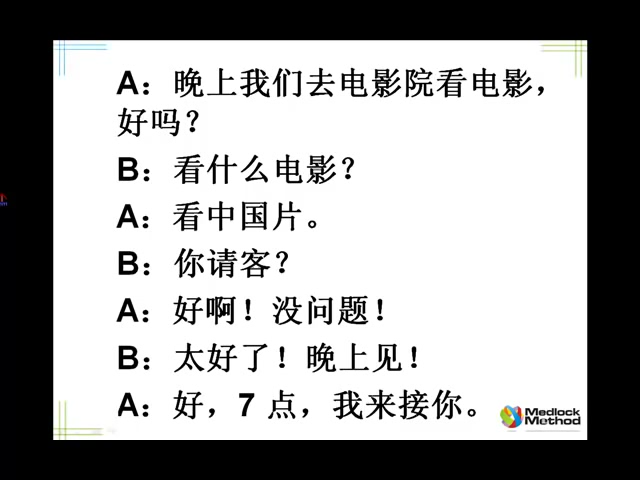 A：晚上我们去电影院看电影，
好吗？
B：看什么电影？
A：看中国片。
B：你请客？
A：好啊！没问题！
B：太好了！晚上见！
A：好，7 点，我来接你。
Medlock
Method